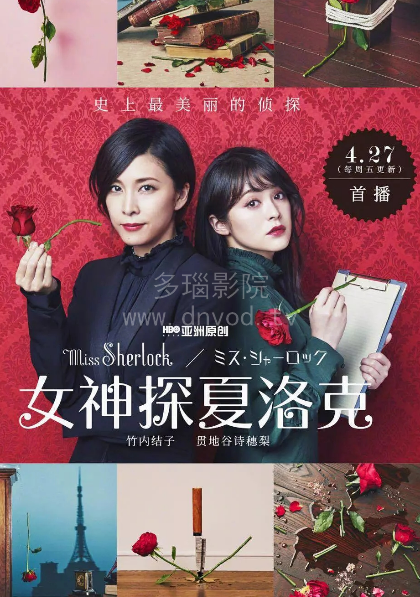 史上最美丽的侦探
4.27
(每周五更新)
首播
多瑙影院
www.dnvod.tv
HBO亚洲原创
Miss Sherlock / ミス・シャーロック
女神探夏洛克
竹内结子 贯地谷诗穗梨